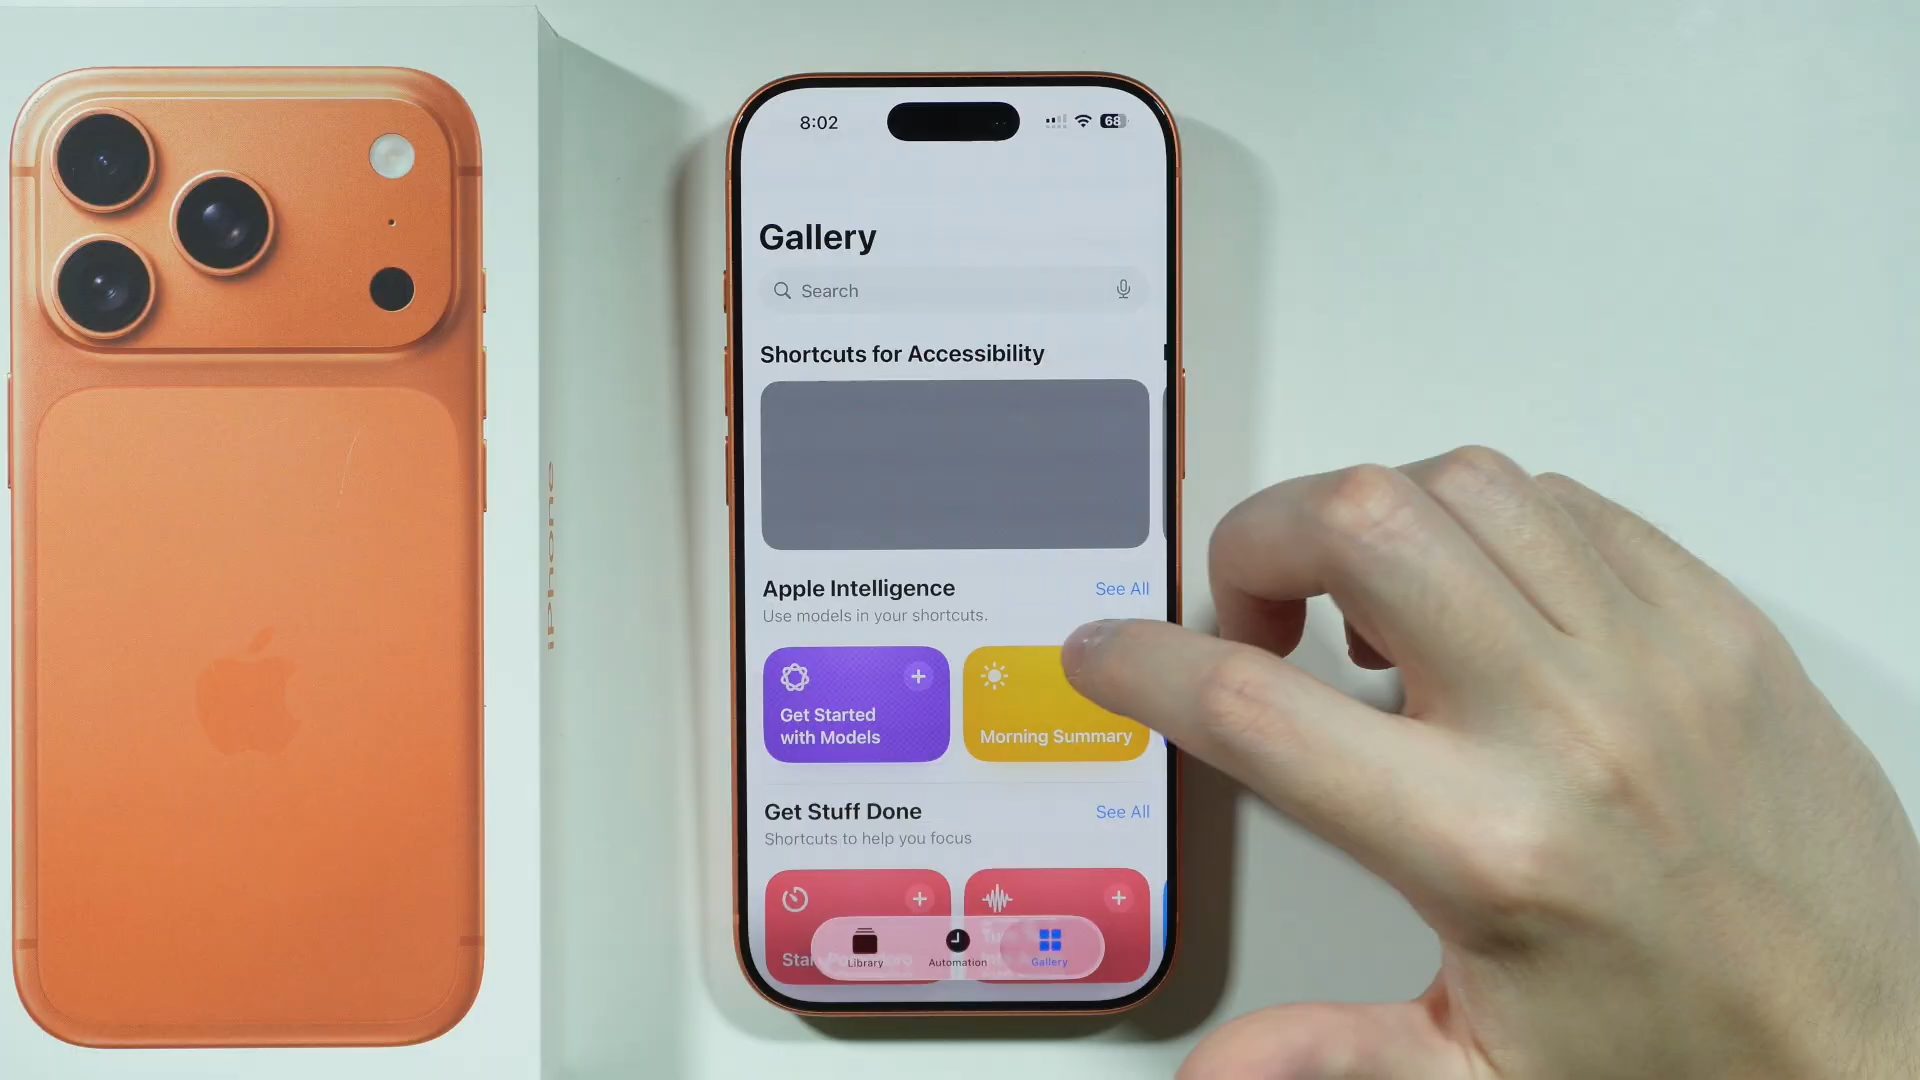 8:02
68
Gallery
Search
Shortcuts for Accessibility
Apple Intelligence
See All
Use models in your shortcuts.
Get Started
with Models
Morning Summary
Get Stuff Done
See All
Shortcuts to help you focus
Library
Automation
Gallery
iPhone